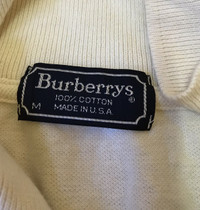 Burberrys
®
100% COTTON
M MADE IN U.S.A